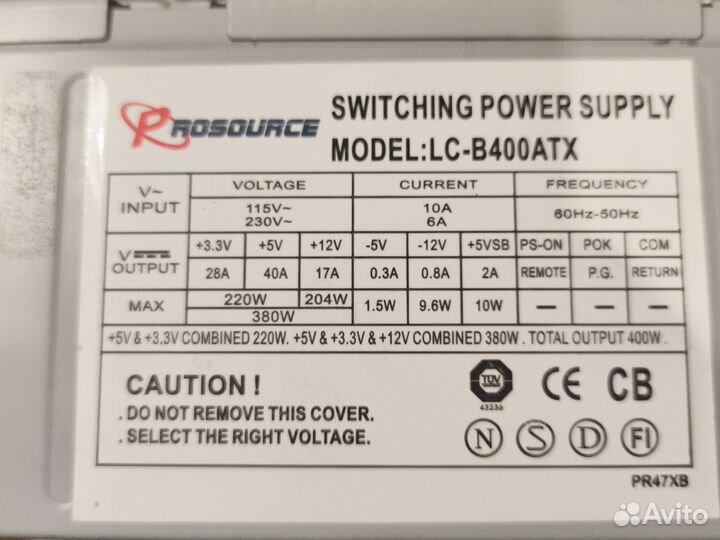 PROSOURCE
SWITCHING POWER SUPPLY
MODEL:LC-B400ATX
V~ INPUT VOLTAGE CURRENT FREQUENCY
115V~ 230V~ 10A 6A 60Hz-50Hz
V OUTPUT +3.3V +5V +12V -5V -12V +5VSB PS-ON POK COM
28A 40A 17A 0.3A 0.8A 2A REMOTE P.G. RETURN
MAX 220W 204W 1.5W 9.6W 10W — — —
380W
+5V & +3.3V COMBINED 220W. +5V & +3.3V & +12V COMBINED 380W . TOTAL OUTPUT 400W .
CAUTION !
. DO NOT REMOVE THIS COVER.
. SELECT THE RIGHT VOLTAGE.
TÜV CE CB
43236
N S D FI
PR47XB
Avito